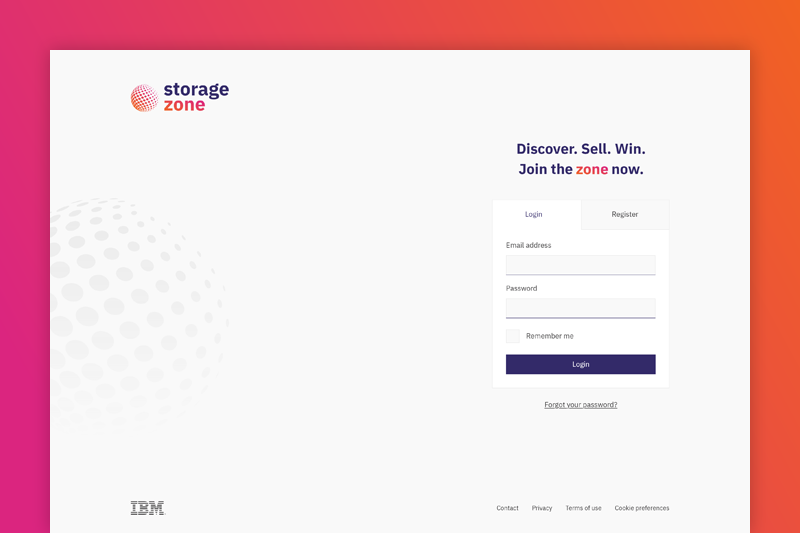 storage
zone
Discover. Sell. Win.
Join the zone now.
Login
Register
Email address
Password
Remember me
Login
Forgot your password?
IBM
Contact Privacy Terms of use Cookie preferences